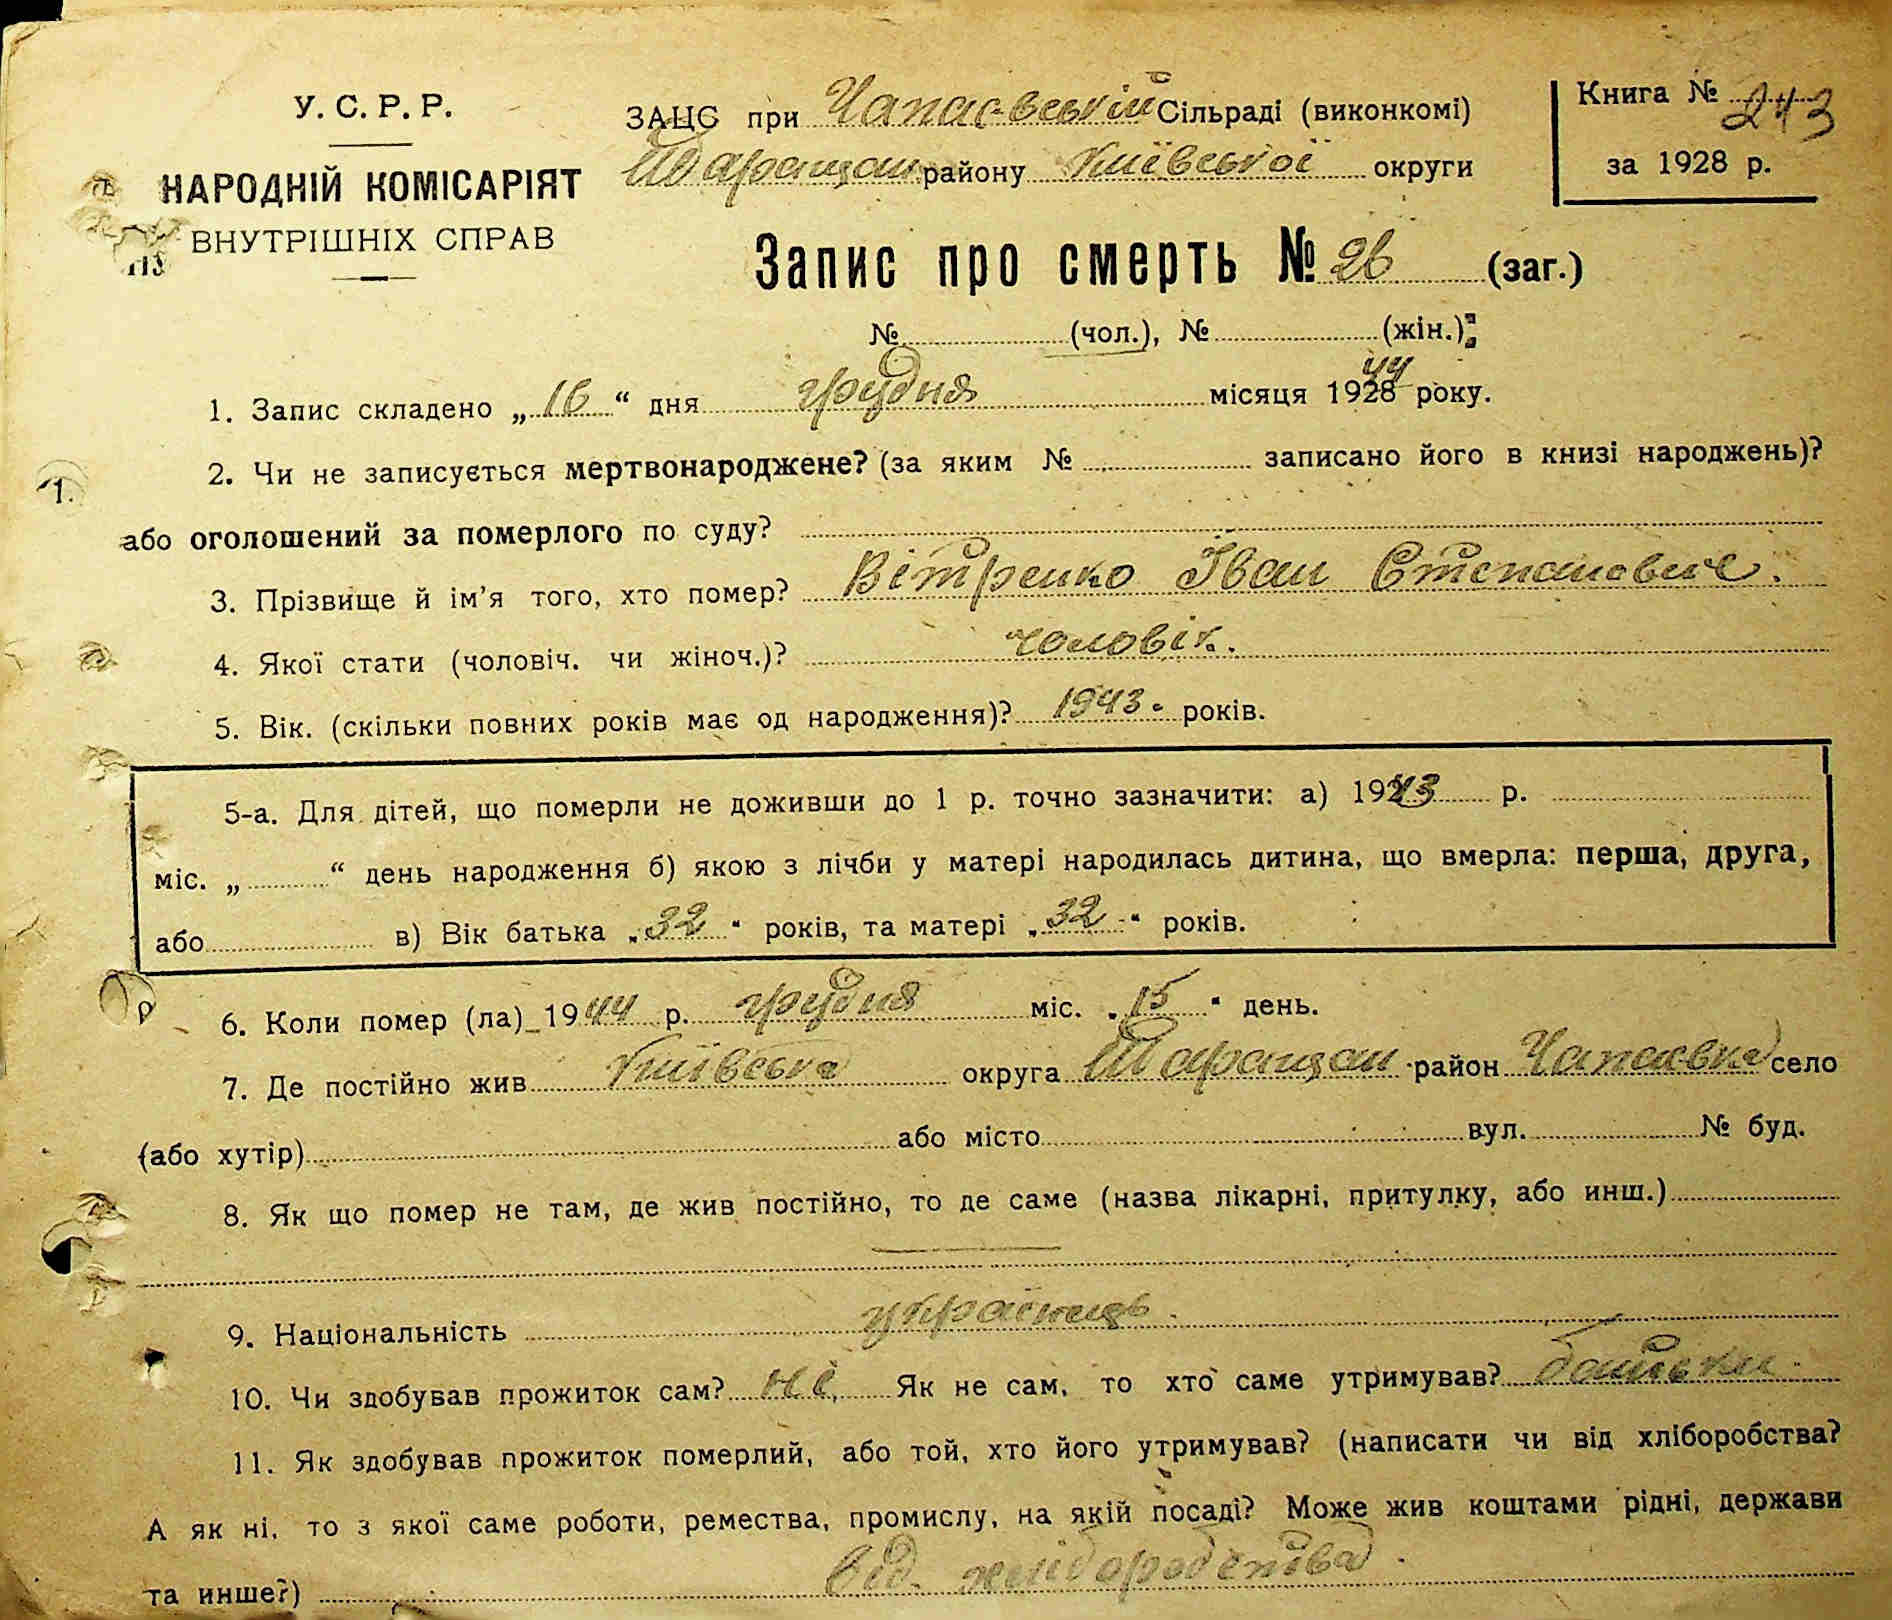 У. С. Р. Р.
НАРОДНІЙ КОМІСАРІЯТ
ВНУТРІШНІХ СПРАВ
ЗАЦС при Чапаєвській Сільраді (виконкомі)
Таращан. району Київської округи
Книга № 243
за 1928 р.
Запис про смерть № 26 (заг.)
№ (чол.), № (жін.);
1. Запис складено „ 16 “ дня грудня місяця 1928 44 року.
2. Чи не записується мертвонароджене? (за яким № записано його в книзі народжень)?
або оголошений за померлого по суду?
3. Прізвище й ім’я того, хто помер? Вітренко Іван Степанович.
4. Якої стати (чоловіч. чи жіноч.)? чоловіч.
5. Вік. (скільки повних років має од народження)? 1943. років.
5-а. Для дітей, що померли не доживши до 1 р. точно зазначити: а) 1943 р.
міс. „ “ день народження б) якою з лічби у матері народилась дитина, що вмерла: перша, друга,
або в) Вік батька „ 32 “ років, та матері „ 32 “ років.
6. Коли помер (ла) 1944 р. грудня міс. „ 15 “ день.
7. Де постійно жив Київська округа Таращан. район Чапаєвка село
(або хутір) або місто вул. № буд.
8. Як що помер не там, де жив постійно, то де саме (назва лікарні, притулку, або инш.)
9. Національність українець.
10. Чи здобував прожиток сам? ні. Як не сам, то хто саме утримував? батьки.
11. Як здобував прожиток померлий, або той, хто його утримував? (написати чи від хліборобства?
А як ні, то з якої саме роботи, ремества, промислу, на якій посаді? Може жив коштами рідні, держави
та инше?) від хліборобства.